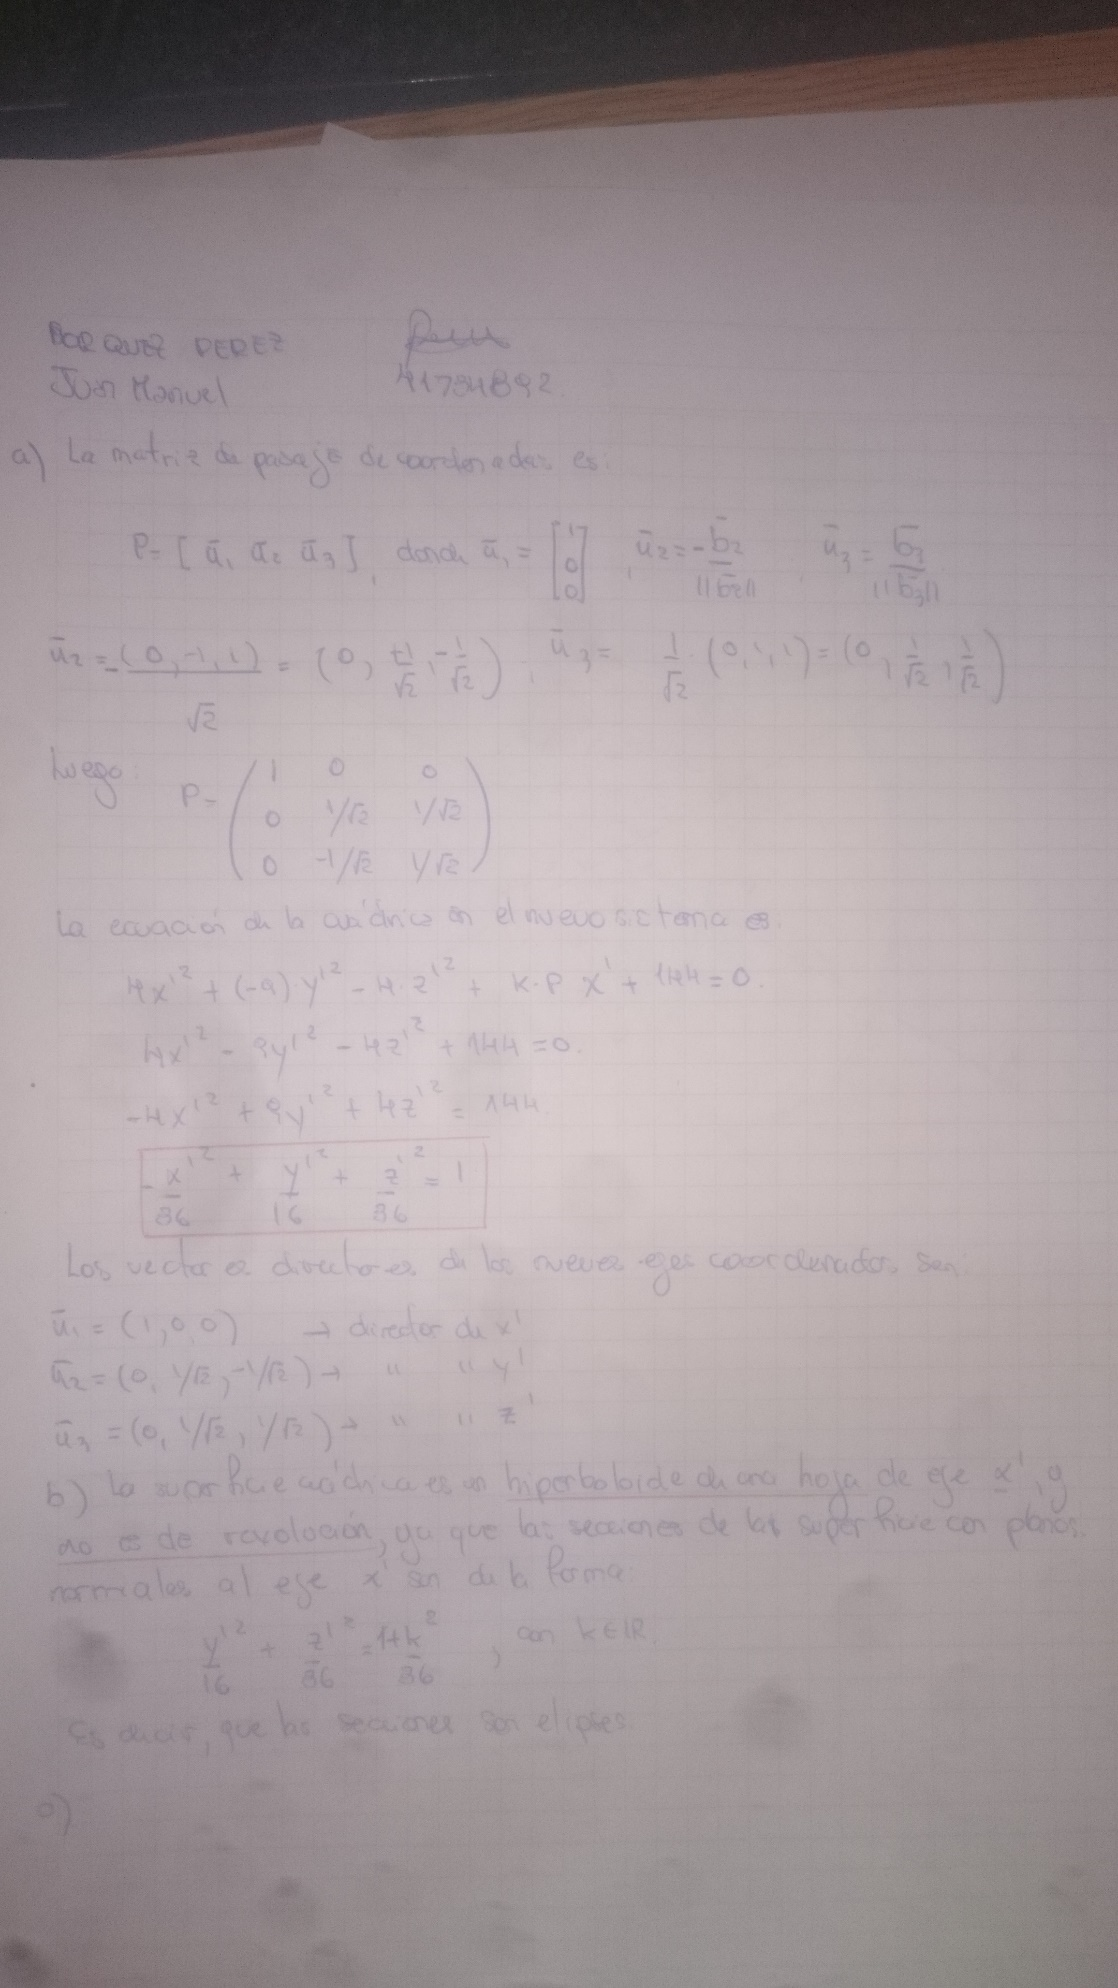 BORQUEZ PEREZ
Juan Manuel 41794892
a) La matriz de pasaje de coordenadas es:
P = [ ū₁ ū₂ ū₃ ], donde ū₁ = [1 0 0], ū₂ = -b̄₂/||b̄₂|| , ū₃ = b̄₃/||b̄₃||
ū₂ = -(0,-1,1)/√2 = (0, +1/√2, -1/√2), ū₃ = 1/√2 · (0,1,1) = (0, 1/√2, 1/√2)
Luego:
P = ( 1 0 0
0 1/√2 1/√2
0 -1/√2 1/√2 )
La ecuación de la cuádrica en el nuevo sistema es.
4x'² + (-9) y'² - 4·z'² + K·P x' + 144 = 0.
4x'² - 9y'² - 4z'² + 144 = 0.
-4x'² + 9y'² + 4z'² = 144.
-x'²/36 + y'²/16 + z'²/36 = 1
Los vectores directores de los nuevos ejes coordenados son:
ū₁ = (1,0,0) → director de x'
ū₂ = (0, 1/√2, -1/√2) → " " y'
ū₃ = (0, 1/√2, 1/√2) → " " z'
b) La superficie cuádrica es un hiperboloide de una hoja de eje x', y
no es de revolución, ya que las secciones de las superficie con planos
normales al eje x' son de la forma:
y'²/16 + z'²/36 = 1+k²/36 , con k∈ℝ.
Es decir, que las secciones son elipses.